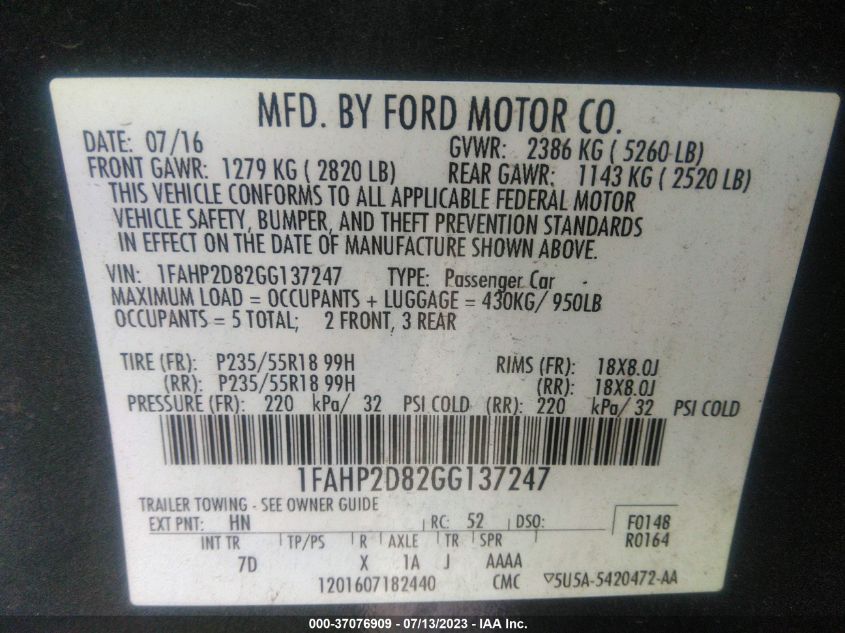 MFD. BY FORD MOTOR CO.
DATE: 07/16 GVWR: 2386 KG ( 5260 LB)
FRONT GAWR: 1279 KG ( 2820 LB) REAR GAWR: 1143 KG ( 2520 LB)
THIS VEHICLE CONFORMS TO ALL APPLICABLE FEDERAL MOTOR
VEHICLE SAFETY, BUMPER, AND THEFT PREVENTION STANDARDS
IN EFFECT ON THE DATE OF MANUFACTURE SHOWN ABOVE.
VIN: 1FAHP2D82GG137247 TYPE: Passenger Car
MAXIMUM LOAD = OCCUPANTS + LUGGAGE = 430KG/ 950LB
OCCUPANTS = 5 TOTAL; 2 FRONT, 3 REAR
TIRE (FR): P235/55R18 99H RIMS (FR): 18X8.0J
(RR): P235/55R18 99H (RR): 18X8.0J
PRESSURE (FR): 220 kPa/ 32 PSI COLD (RR): 220 kPa/ 32 PSI COLD
1FAHP2D82GG137247
TRAILER TOWING - SEE OWNER GUIDE
EXT PNT: HN RC: 52 DSO: F0148
INT TR TP/PS R AXLE TR SPR R0164
7D X 1A J AAAA
1201607182440 CMC ▽5U5A-5420472-AA
000-37076909 - 07/13/2023 - IAA Inc.